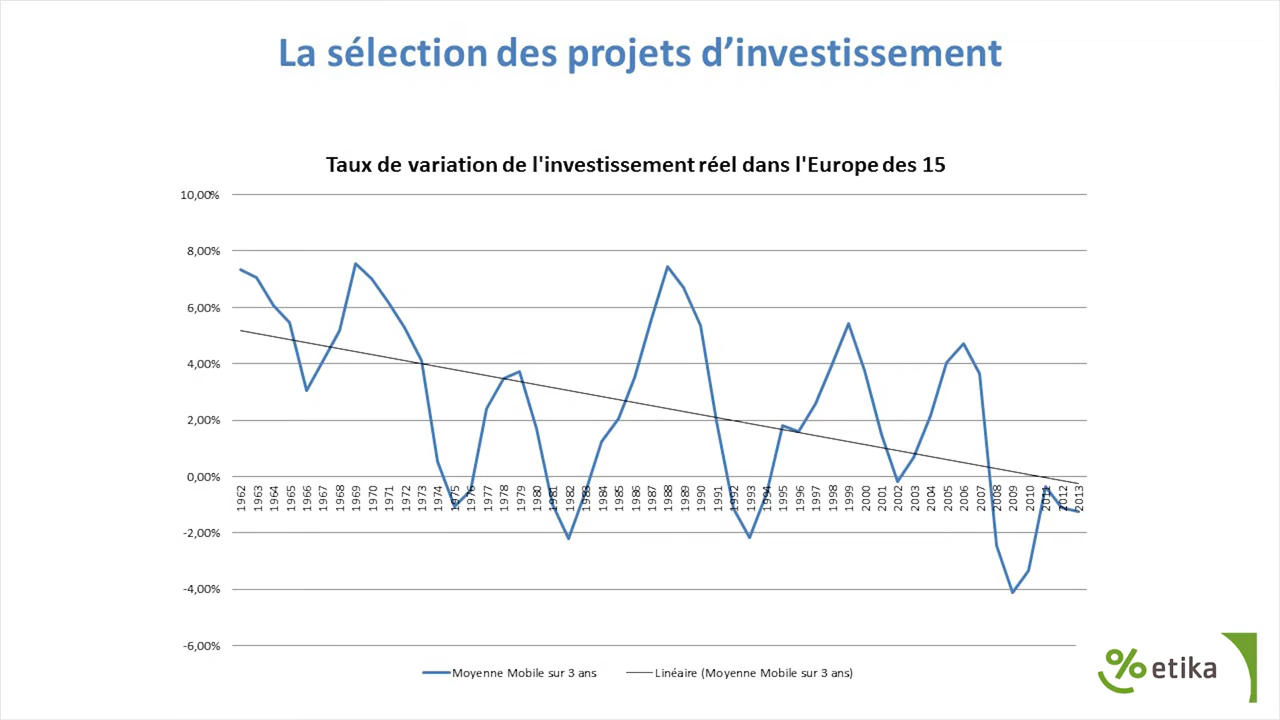 La sélection des projets d’investissement
Taux de variation de l'investissement réel dans l'Europe des 15
10,00%
8,00%
6,00%
4,00%
2,00%
0,00%
-2,00%
-4,00%
-6,00%
1962 1963 1964 1965 1966 1967 1968 1969 1970 1971 1972 1973 1974 1975 1976 1977 1978 1979 1980 1981 1982 1983 1984 1985 1986 1987 1988 1989 1990 1991 1992 1993 1994 1995 1996 1997 1998 1999 2000 2001 2002 2003 2004 2005 2006 2007 2008 2009 2010 2011 2012 2013
Moyenne Mobile sur 3 ans
Linéaire (Moyenne Mobile sur 3 ans)
% etika